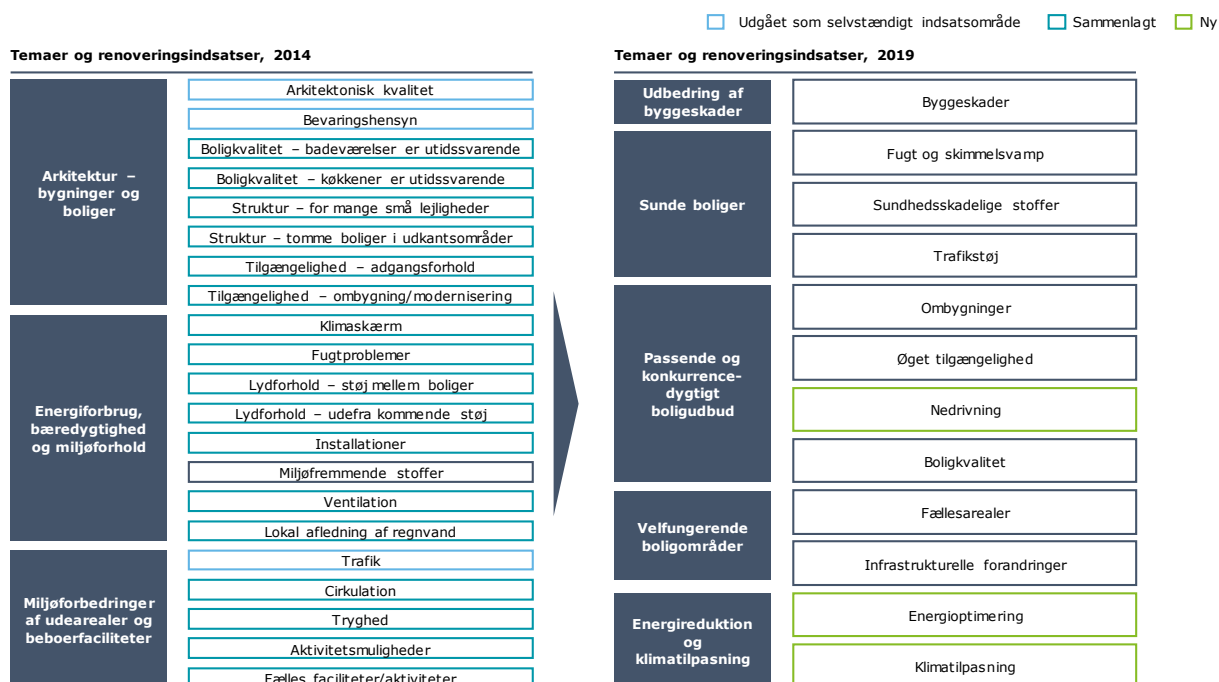 Udgået som selvstændigt indsatsområde
Sammenlagt
Ny
Temaer og renoveringsindsatser, 2014
Arkitektur –
bygninger og
boliger
Arkitektonisk kvalitet
Bevaringshensyn
Boligkvalitet – badeværelser er utidssvarende
Boligkvalitet – køkkener er utidssvarende
Struktur – for mange små lejligheder
Struktur – tomme boliger i udkantsområder
Tilgængelighed – adgangsforhold
Tilgængelighed – ombygning/modernisering
Energiforbrug,
bæredygtighed
og miljøforhold
Klimaskærm
Fugtproblemer
Lydforhold – støj mellem boliger
Lydforhold – udefra kommende støj
Installationer
Miljøfremmende stoffer
Ventilation
Lokal afledning af regnvand
Miljøforbedringer
af udearealer og
beboerfaciliteter
Trafik
Cirkulation
Tryghed
Aktivitetsmuligheder
Fælles faciliteter/aktiviteter
Temaer og renoveringsindsatser, 2019
Udbedring af
byggeskader
Byggeskader
Sunde boliger
Fugt og skimmelsvamp
Sundhedsskadelige stoffer
Trafikstøj
Passende og
konkurrence-
dygtigt
boligudbud
Ombygninger
Øget tilgængelighed
Nedrivning
Boligkvalitet
Velfungerende
boligområder
Fællesarealer
Infrastrukturelle forandringer
Energireduktion
og
klimatilpasning
Energioptimering
Klimatilpasning